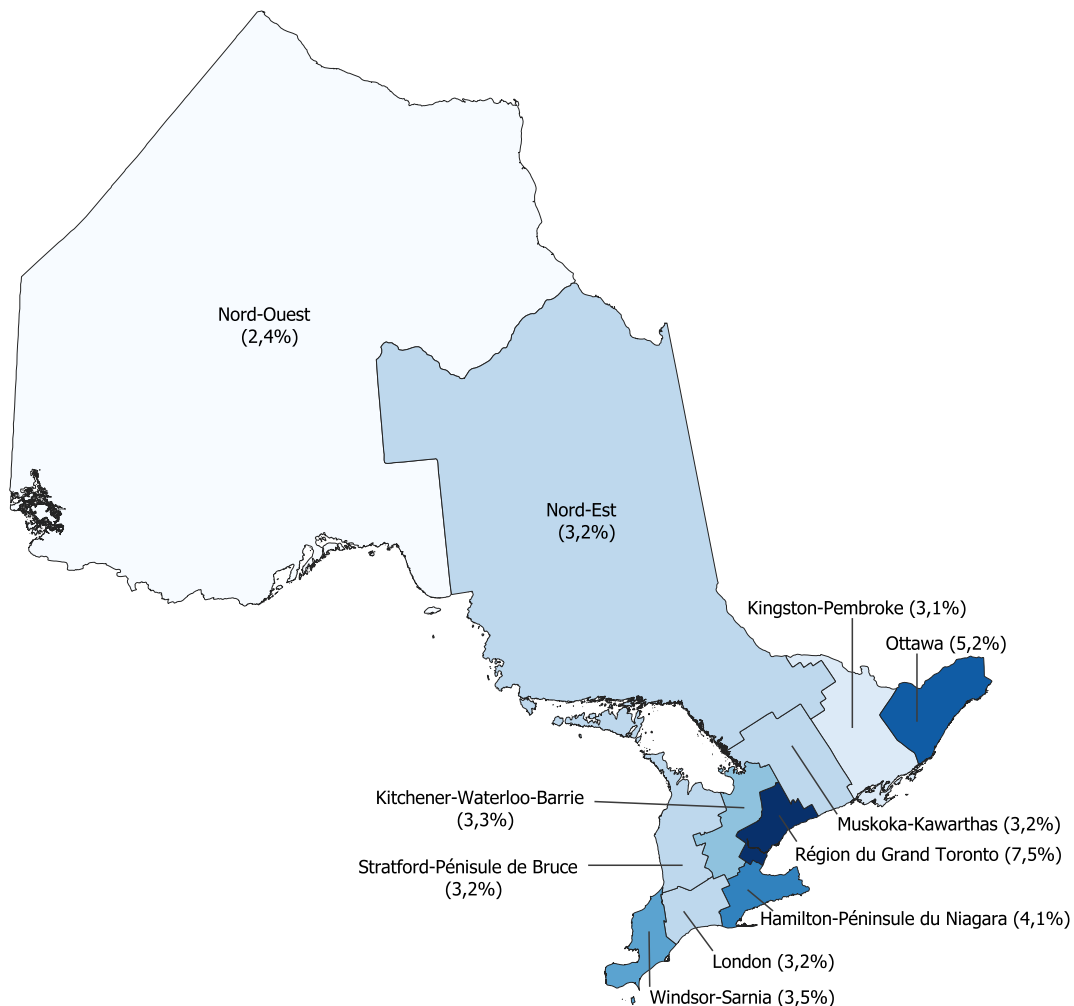 Nord-Ouest
(2,4%)
Nord-Est
(3,2%)
Kingston-Pembroke (3,1%)
Ottawa (5,2%)
Kitchener-Waterloo-Barrie
(3,3%)
Muskoka-Kawarthas (3,2%)
Région du Grand Toronto (7,5%)
Stratford-Pénisule de Bruce
(3,2%)
Hamilton-Péninsule du Niagara (4,1%)
London (3,2%)
Windsor-Sarnia (3,5%)